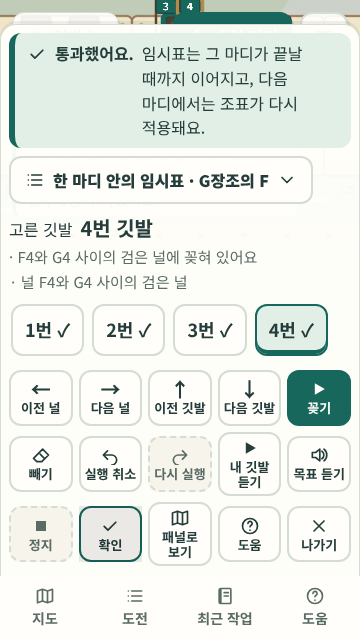 3 4
통과했어요. 임시표는 그 마디가 끝날
때까지 이어지고, 다음
마디에서는 조표가 다시
적용돼요.
한 마디 안의 임시표 · G장조의 F
고른 깃발 4번 깃발
· F4와 G4 사이의 검은 널에 꽂혀 있어요
· 널 F4와 G4 사이의 검은 널
1번 ✓ 2번 ✓ 3번 ✓ 4번 ✓
이전 널 다음 널 이전 깃발 다음 깃발 꽂기
빼기 실행 취소 다시 실행 내 깃발
듣기 목표 듣기
정지 확인 패널로
보기 도움 나가기
지도 도전 최근 작업 도움